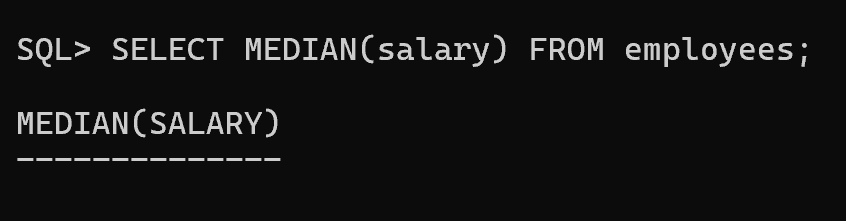 SQL> SELECT MEDIAN(salary) FROM employees;
MEDIAN(SALARY)
--------------